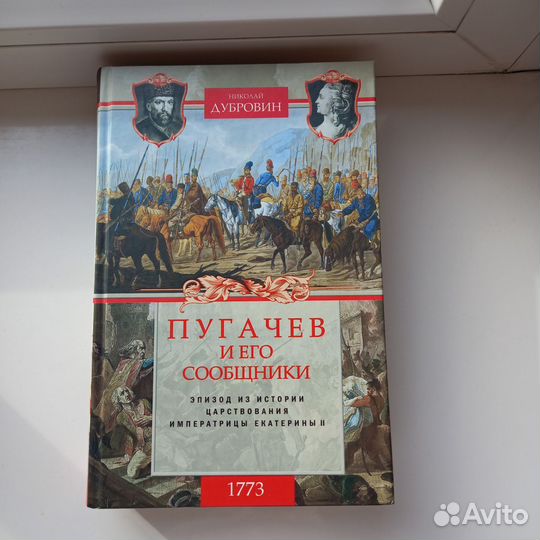 НИКОЛАЙ
ДУБРОВИН
ПУГАЧЕВ
И ЕГО
СООБЩНИКИ
ЭПИЗОД ИЗ ИСТОРИИ
ЦАРСТВОВАНИЯ
ИМПЕРАТРИЦЫ ЕКАТЕРИНЫ II
1773
Avito